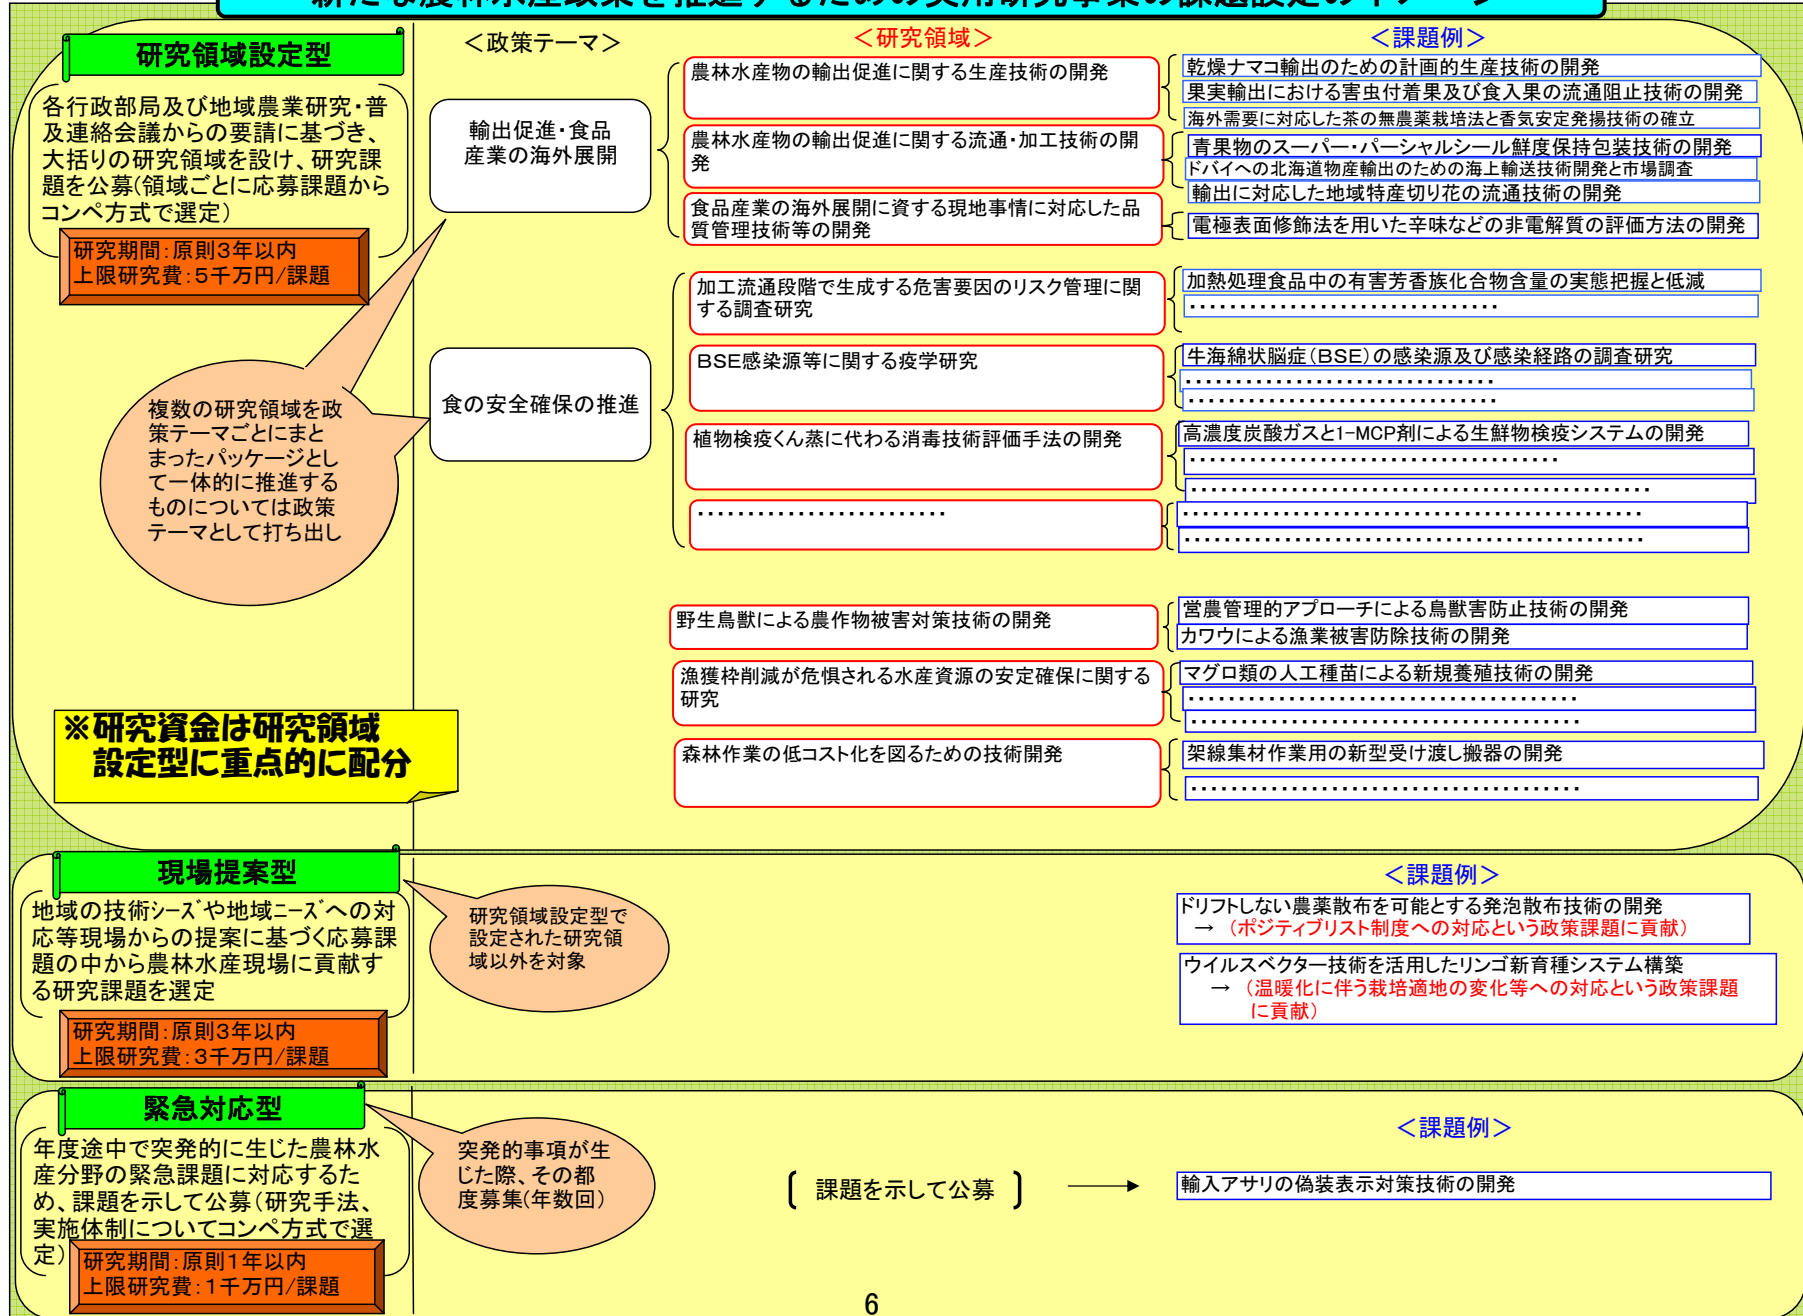 新たな農林水産政策を推進するための実用研究事業の課題設定のイメージ
研究領域設定型
各行政部局及び地域農業研究・普
及連絡会議からの要請に基づき、
大括りの研究領域を設け、研究課
題を公募(領域ごとに応募課題から
コンペ方式で選定)
研究期間：原則3年以内
上限研究費：5千万円/課題
複数の研究領域を政
策テーマごとにまと
まったパッケージとし
て一体的に推進する
ものについては政策
テーマとして打ち出し
※研究資金は研究領域
設定型に重点的に配分
＜政策テーマ＞
＜研究領域＞
＜課題例＞
輸出促進・食品
産業の海外展開
農林水産物の輸出促進に関する生産技術の開発
乾燥ナマコ輸出のための計画的生産技術の開発
果実輸出における害虫付着果及び食入果の流通阻止技術の開発
海外需要に対応した茶の無農薬栽培法と香気安定発揚技術の確立
農林水産物の輸出促進に関する流通・加工技術の開
発
青果物のスーパー・パーシャルシール鮮度保持包装技術の開発
ドバイへの北海道物産輸出のための海上輸送技術開発と市場調査
輸出に対応した地域特産切り花の流通技術の開発
食品産業の海外展開に資する現地事情に対応した品
質管理技術等の開発
電極表面修飾法を用いた辛味などの非電解質の評価方法の開発
食の安全確保の推進
加工流通段階で生成する危害要因のリスク管理に関
する調査研究
加熱処理食品中の有害芳香族化合物含量の実態把握と低減
・・・・・・・・・・・・・・・・・・・・・・・・・・・・・・・
BSE感染源等に関する疫学研究
牛海綿状脳症(BSE)の感染源及び感染経路の調査研究
・・・・・・・・・・・・・・・・・・・・・・・・・・・・・・・
・・・・・・・・・・・・・・・・・・・・・・・・・・・・・・・
植物検疫くん蒸に代わる消毒技術評価手法の開発
高濃度炭酸ガスと1-MCP剤による生鮮物検疫システムの開発
・・・・・・・・・・・・・・・・・・・・・・・・・・・・・・・・・・・・・
・・・・・・・・・・・・・・・・・・・・・・・・・・・・・・・・・・・・・・・・・・・・・・
・・・・・・・・・・・・・・・・・・・・・・・・・
・・・・・・・・・・・・・・・・・・・・・・・・・・・・・・・・・・・・・・・・・・・・・・
・・・・・・・・・・・・・・・・・・・・・・・・・・・・・・・・・・・・・・・・・・・・・・
野生鳥獣による農作物被害対策技術の開発
営農管理的アプローチによる鳥獣害防止技術の開発
カワウによる漁業被害防除技術の開発
漁獲枠削減が危惧される水産資源の安定確保に関する
研究
マグロ類の人工種苗による新規養殖技術の開発
・・・・・・・・・・・・・・・・・・・・・・・・・・・・・・・・・・・・・・・
・・・・・・・・・・・・・・・・・・・・・・・・・・・・・・・・・・・・・・・
森林作業の低コスト化を図るための技術開発
架線集材作業用の新型受け渡し搬器の開発
・・・・・・・・・・・・・・・・・・・・・・・・・・・・・・・・・・・・・・・
現場提案型
地域の技術シーズや地域ニーズへの対
応等現場からの提案に基づく応募課
題の中から農林水産現場に貢献す
る研究課題を選定
研究期間：原則3年以内
上限研究費：3千万円/課題
研究領域設定型で
設定された研究領
域以外を対象
＜課題例＞
ドリフトしない農薬散布を可能とする発泡散布技術の開発
→ (ポジティブリスト制度への対応という政策課題に貢献)
ウイルスベクター技術を活用したリンゴ新育種システム構築
→ (温暖化に伴う栽培適地の変化等への対応という政策課題
に貢献)
緊急対応型
年度途中で突発的に生じた農林水
産分野の緊急課題に対応するた
め、課題を示して公募(研究手法、
実施体制についてコンペ方式で選
定)
研究期間：原則1年以内
上限研究費：1千万円/課題
突発的事項が生
じた際、その都
度募集(年数回)
〔 課題を示して公募 〕
＜課題例＞
輸入アサリの偽装表示対策技術の開発
6